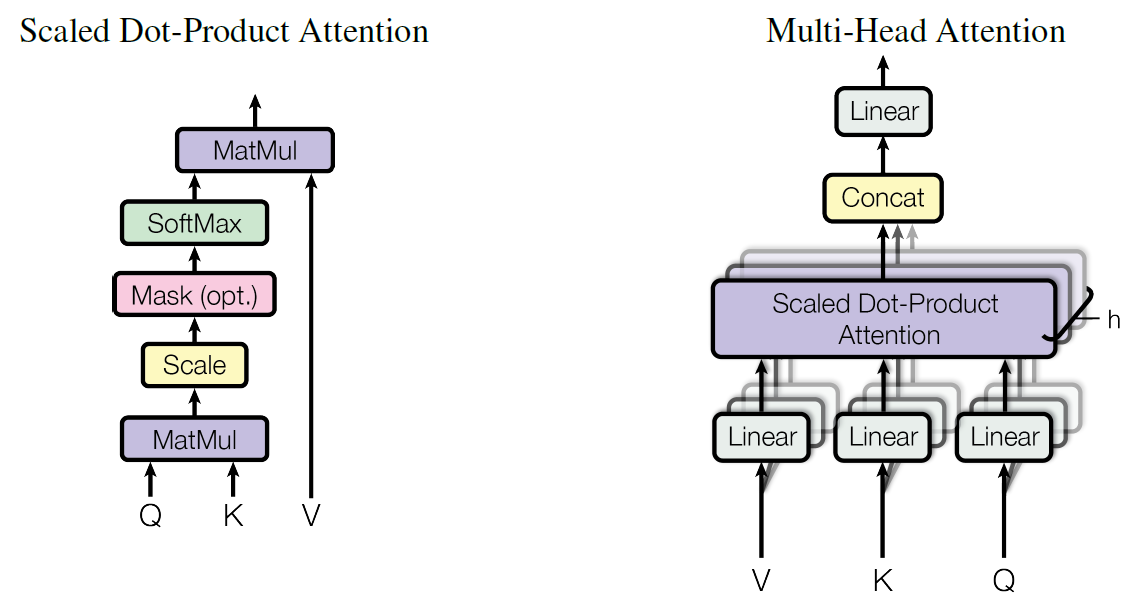 Scaled Dot-Product Attention
MatMul
SoftMax
Mask (opt.)
Scale
MatMul
Q K V
Multi-Head Attention
Linear
Concat
Scaled Dot-Product
Attention
h
Linear Linear Linear
V K Q